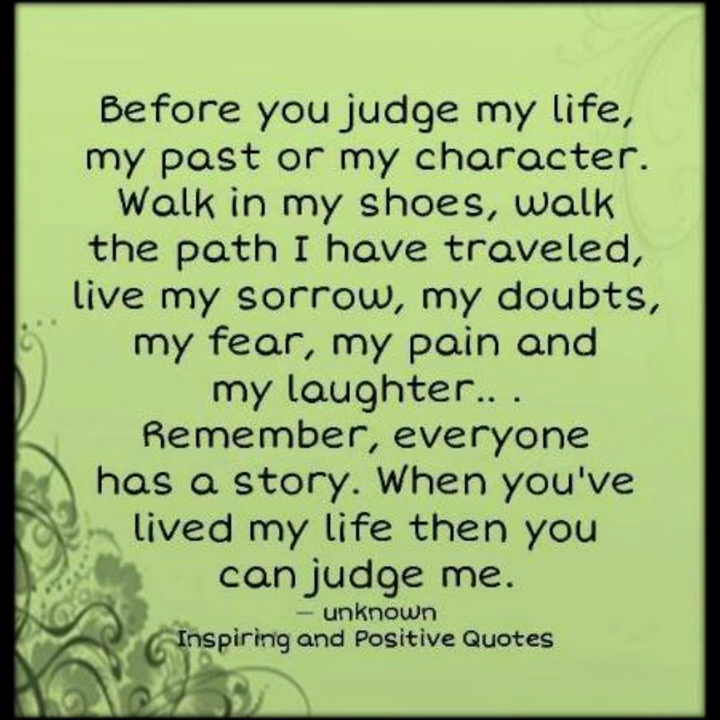 Before you judge my life,
my past or my character.
Walk in my shoes, walk
the path I have traveled,
live my sorrow, my doubts,
my fear, my pain and
my laughter.. .
Remember, everyone
has a story. When you've
lived my life then you
can judge me.
— unknown
Inspiring and Positive Quotes